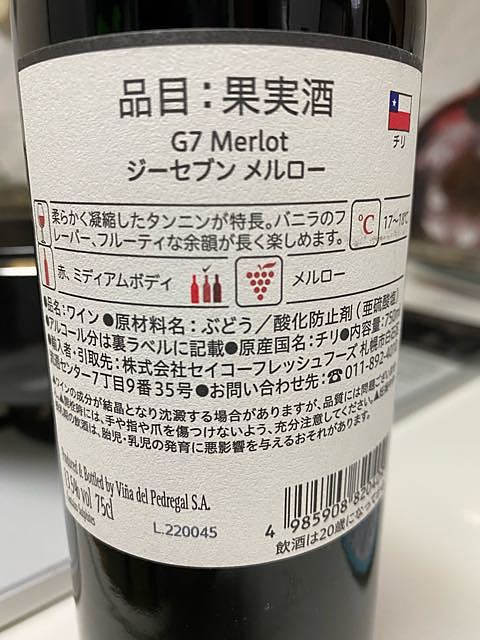 品目：果実酒
G7 Merlot
ジーセブン メルロー
チリ
柔らかく凝縮したタンニンが特長。バニラのフ
レーバー、フルーティな余韻が長く楽しめます。
℃
17～18℃
赤、ミディアムボディ
メルロー
●品名：ワイン ●原材料名：ぶどう／酸化防止剤（亜硫酸塩）
●アルコール分は裏ラベルに記載 ●原産国名：チリ ●内容量：750ml
輸入者・引取先：株式会社セイコーフレッシュフーズ 札幌市白石区
センター7丁目9番35号 ●お問い合わせ先：☎011-892-40
●ワインの成分が結晶となり沈澱する場合がありますが、品質には問題ござい
には、手や指や爪を傷つけないよう、充分注意してください。
の飲酒は、胎児・乳児の発育に悪影響を与えるおそれがあります。
& Bottled by Viña del Pedregal S.A.
vol 75cl
L.220045
4 985908 82
飲酒は20歳になって